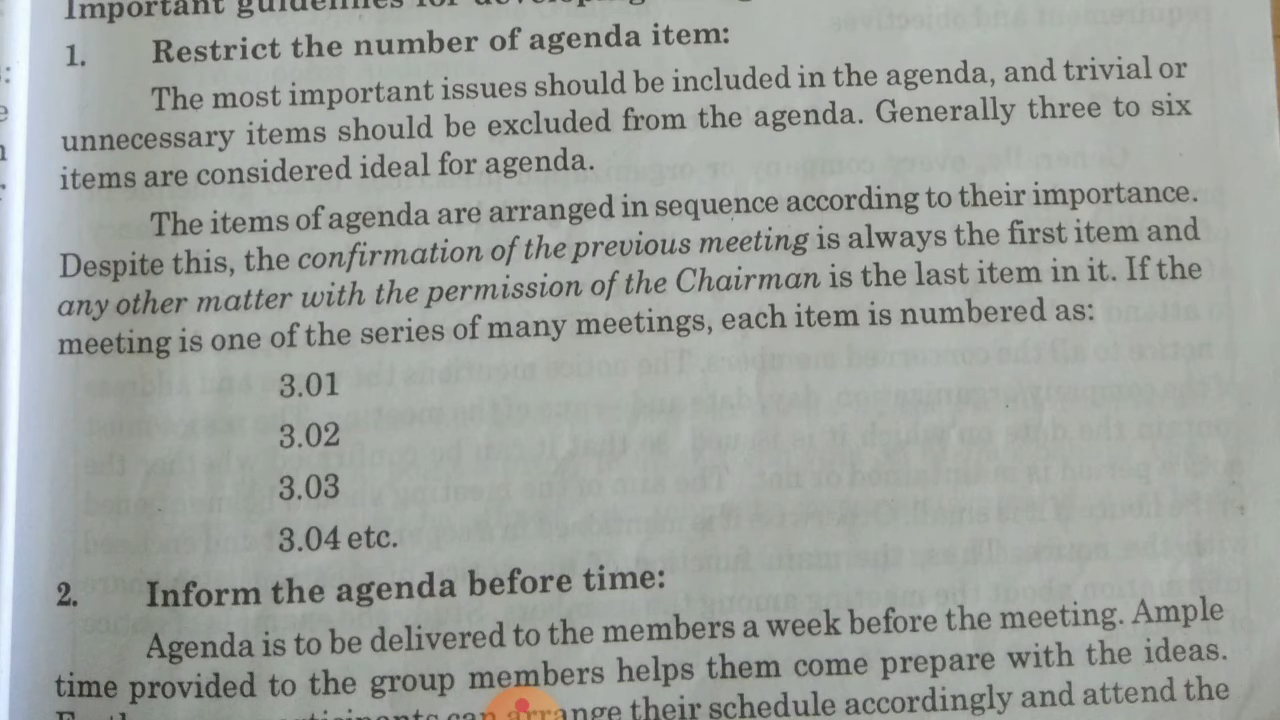 Important guidelines for
1. Restrict the number of agenda item:
The most important issues should be included in the agenda, and trivial or
unnecessary items should be excluded from the agenda. Generally three to six
items are considered ideal for agenda.
The items of agenda are arranged in sequence according to their importance.
Despite this, the confirmation of the previous meeting is always the first item and
any other matter with the permission of the Chairman is the last item in it. If the
meeting is one of the series of many meetings, each item is numbered as:
3.01
3.02
3.03
3.04 etc.
2. Inform the agenda before time:
Agenda is to be delivered to the members a week before the meeting. Ample
time provided to the group members helps them come prepare with the ideas.
can arrange their schedule accordingly and attend the